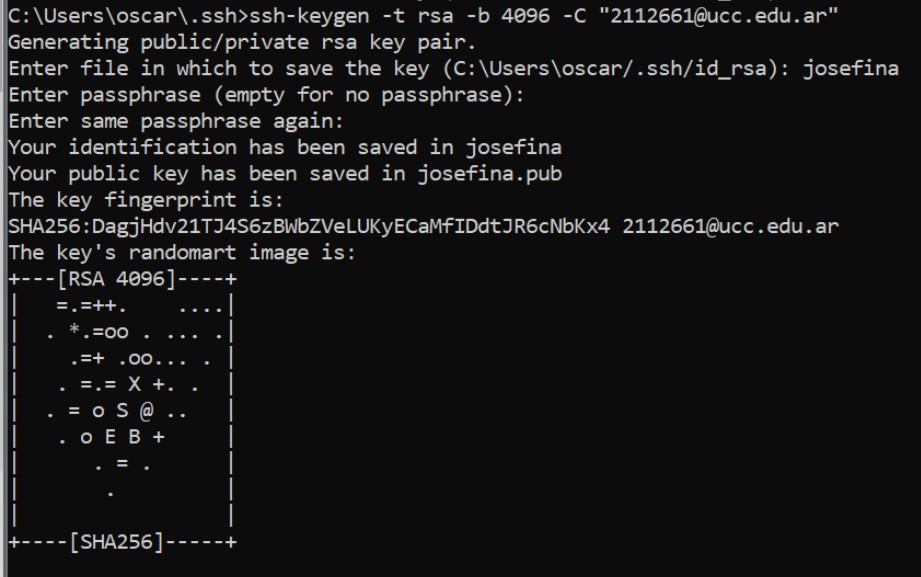 C:\Users\oscar\.ssh>ssh-keygen -t rsa -b 4096 -C "2112661@ucc.edu.ar"
Generating public/private rsa key pair.
Enter file in which to save the key (C:\Users\oscar/.ssh/id_rsa): josefina
Enter passphrase (empty for no passphrase):
Enter same passphrase again:
Your identification has been saved in josefina
Your public key has been saved in josefina.pub
The key fingerprint is:
SHA256:DagjHdv21TJ4S6zBWbZVeLUKyECaMfIDdtJR6cNbKx4 2112661@ucc.edu.ar
The key's randomart image is:
+---[RSA 4096]----+
|   =.=++.    ....|
|  . *.=oo . ... .|
|    .=+ .oo... . |
|   . =.= X +. .  |
|  . = o S @ ..   |
|   . o E B +     |
|      . = .      |
|       .         |
|                 |
+----[SHA256]-----+